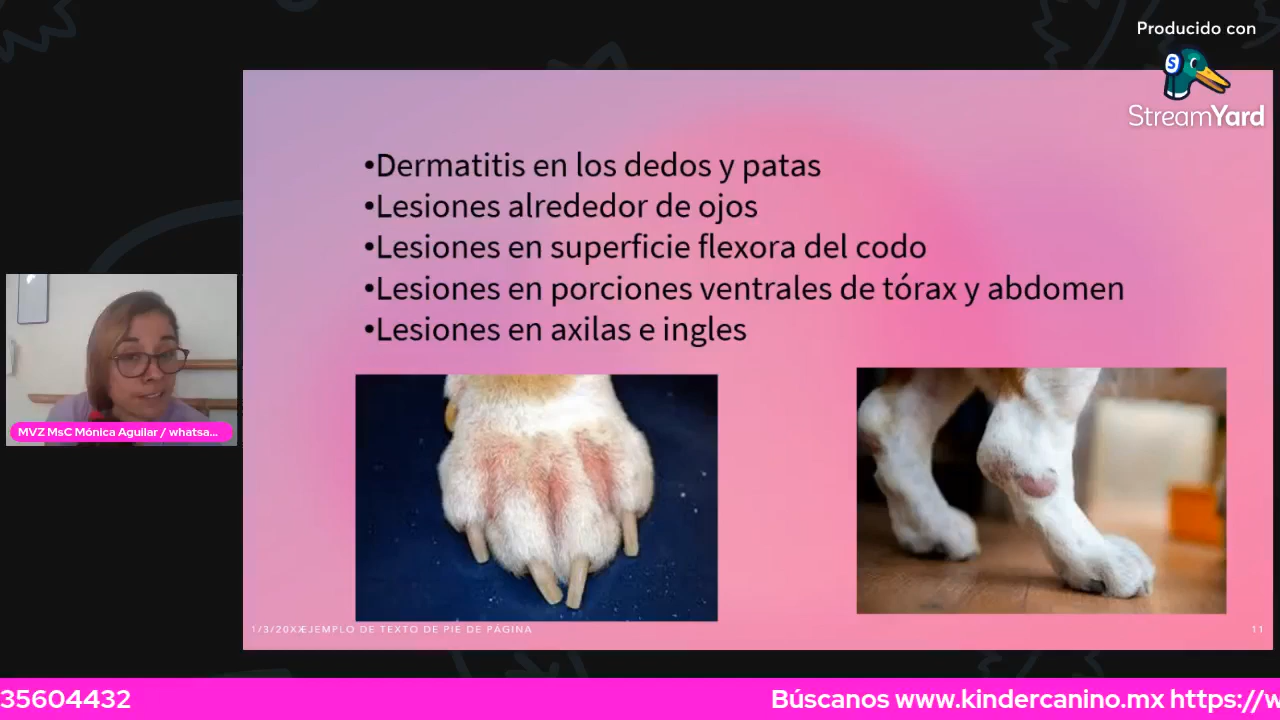 Producido con
StreamYard
•Dermatitis en los dedos y patas
•Lesiones alrededor de ojos
•Lesiones en superficie flexora del codo
•Lesiones en porciones ventrales de tórax y abdomen
•Lesiones en axilas e ingles
MVZ MsC Mónica Aguilar / whatsa...
1/3/20XX
EJEMPLO DE TEXTO DE PIE DE PÁGINA
11
35604432
Búscanos www.kindercanino.mx https://w